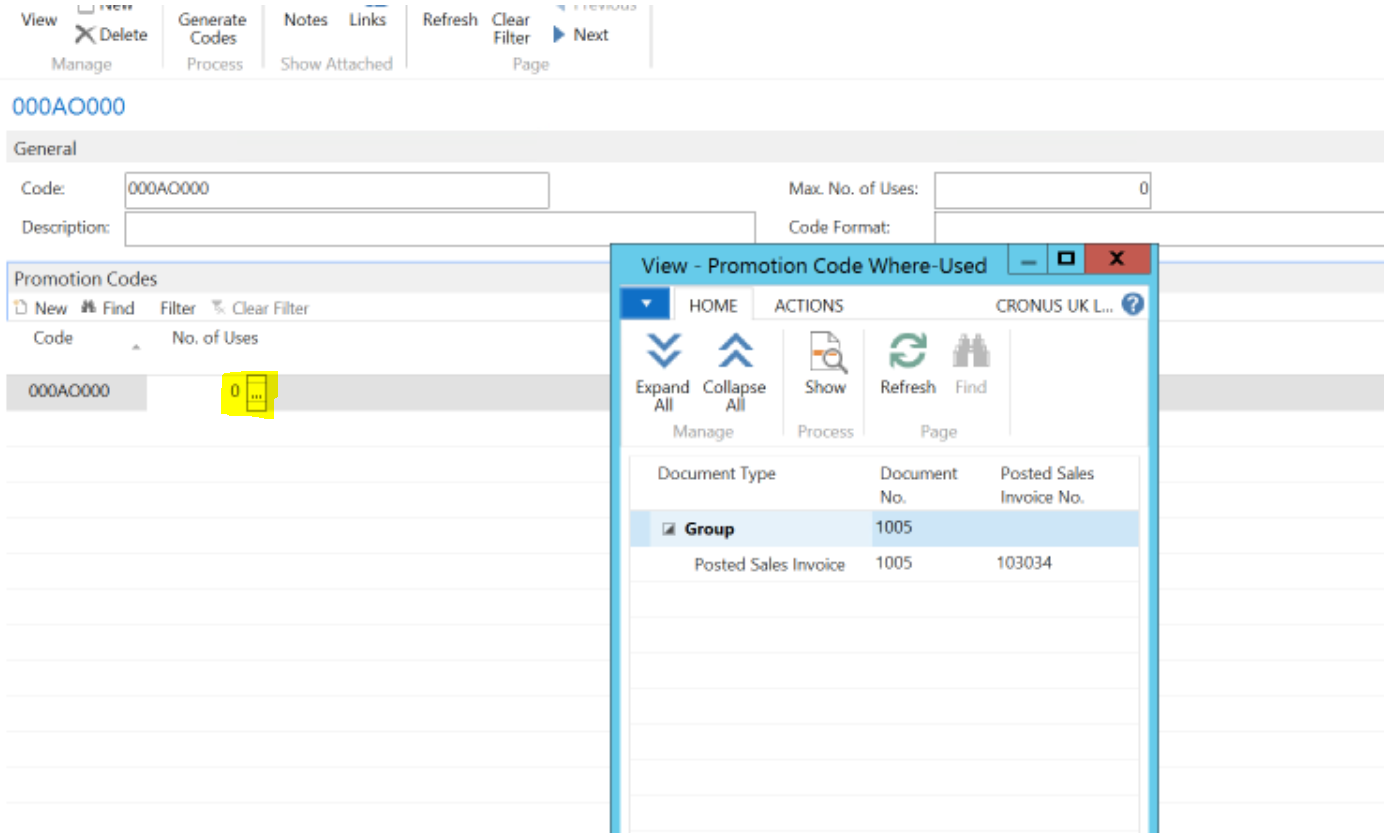 New
Previous
View
Generate
Codes
Notes
Links
Refresh
Clear
Filter
Delete
Next
Manage
Process
Show Attached
Page
000AO000
General
Code:
000AO000
Max. No. of Uses:
0
Description:
Code Format:
Promotion Codes
New
Find
Filter
Clear Filter
Code
No. of Uses
000AO000
0
...
View - Promotion Code Where-Used
HOME
ACTIONS
CRONUS UK L...
Expand
All
Collapse
All
Show
Refresh
Find
Manage
Process
Page
Document Type
Document
No.
Posted Sales
Invoice No.
Group
1005
Posted Sales Invoice
1005
103034